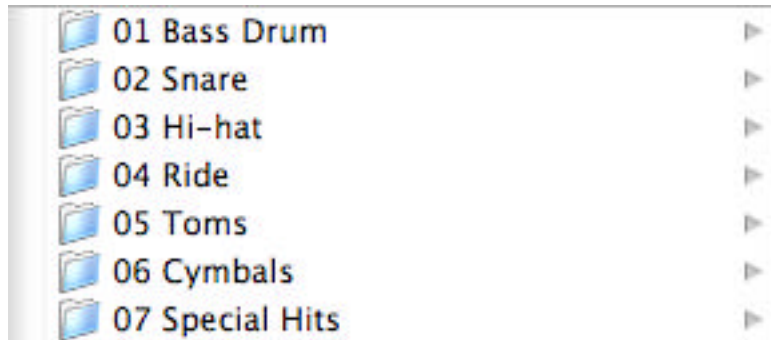 01 Bass Drum
02 Snare
03 Hi-hat
04 Ride
05 Toms
06 Cymbals
07 Special Hits